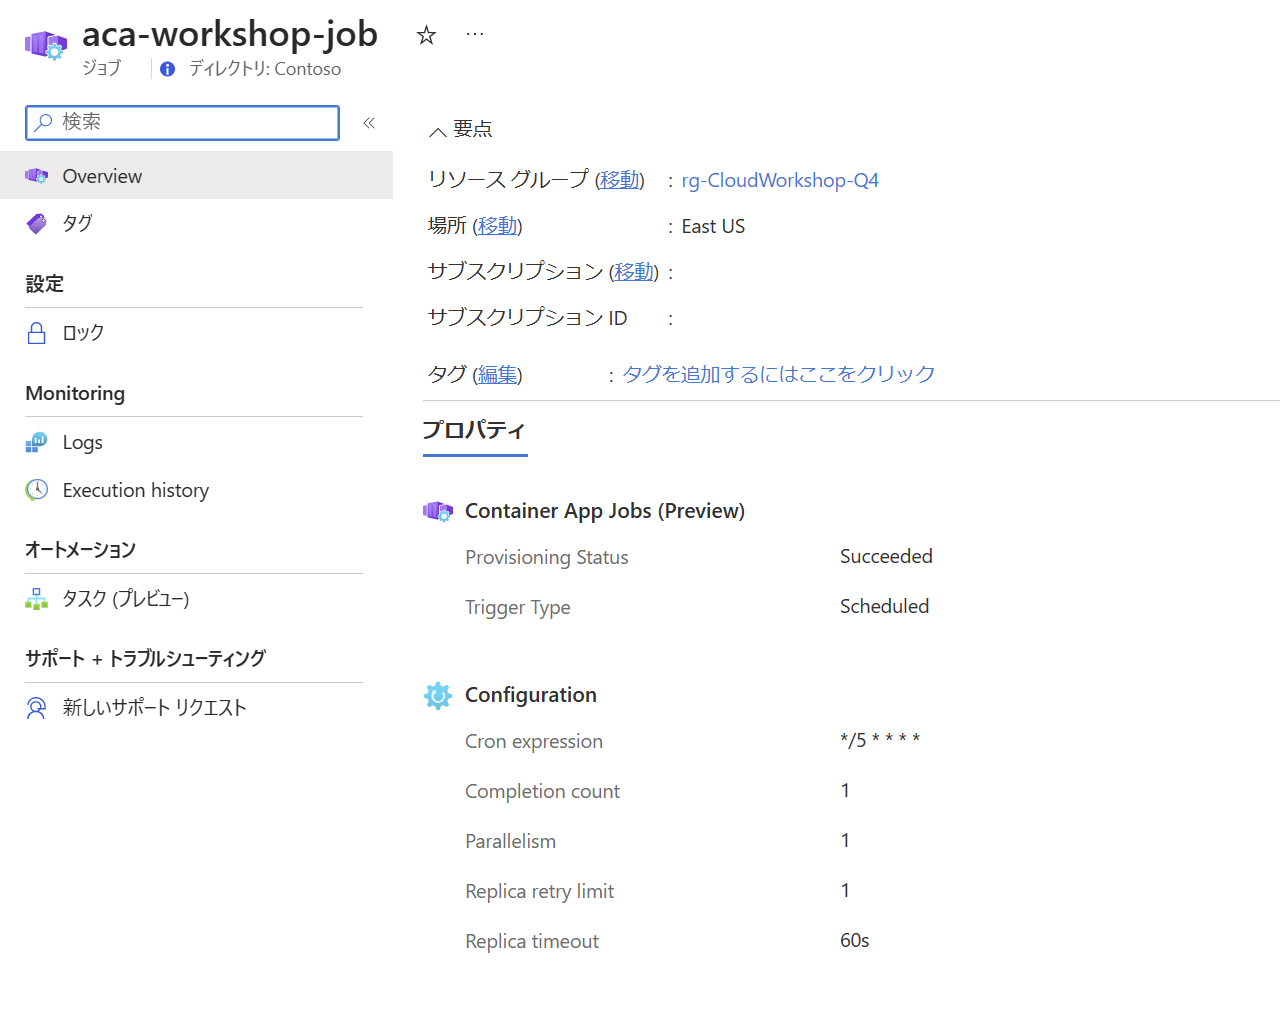 aca-workshop-job ☆ ···
ジョブ ディレクトリ: Contoso
検索 «
Overview
タグ
設定
ロック
Monitoring
Logs
Execution history
オートメーション
タスク (プレビュー)
サポート + トラブルシューティング
新しいサポート リクエスト
要点
リソース グループ (移動) : rg-CloudWorkshop-Q4
場所 (移動) : East US
サブスクリプション (移動) :
サブスクリプション ID :
タグ (編集) : タグを追加するにはここをクリック
プロパティ
Container App Jobs (Preview)
Provisioning Status Succeeded
Trigger Type Scheduled
Configuration
Cron expression */5 * * * *
Completion count 1
Parallelism 1
Replica retry limit 1
Replica timeout 60s